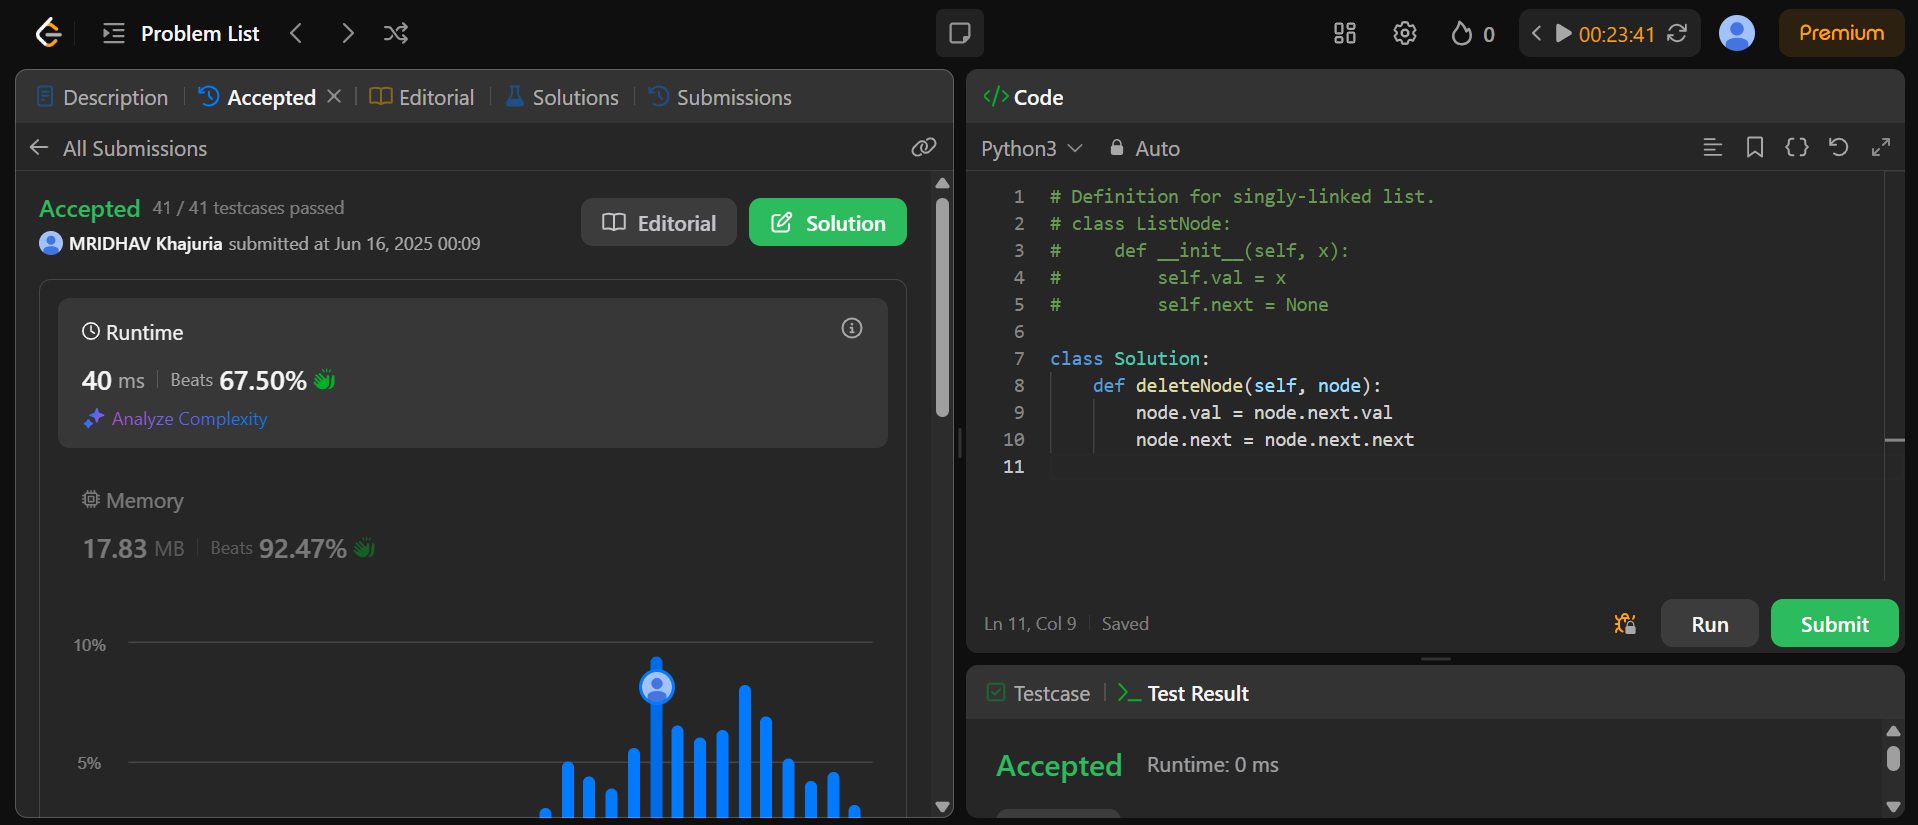 Problem List
0
00:23:41
Premium
Description
Accepted
Editorial
Solutions
Submissions
All Submissions
Accepted 41 / 41 testcases passed
MRIDHAV Khajuria submitted at Jun 16, 2025 00:09
Editorial
Solution
Runtime
40 ms
Beats 67.50%
Analyze Complexity
Memory
17.83 MB
Beats 92.47%
10%
5%
</> Code
Python3
Auto
1 # Definition for singly-linked list.
2 # class ListNode:
3 #     def __init__(self, x):
4 #         self.val = x
5 #         self.next = None
6
7 class Solution:
8     def deleteNode(self, node):
9         node.val = node.next.val
10         node.next = node.next.next
11
Ln 11, Col 9
Saved
Run
Submit
Testcase
Test Result
Accepted
Runtime: 0 ms